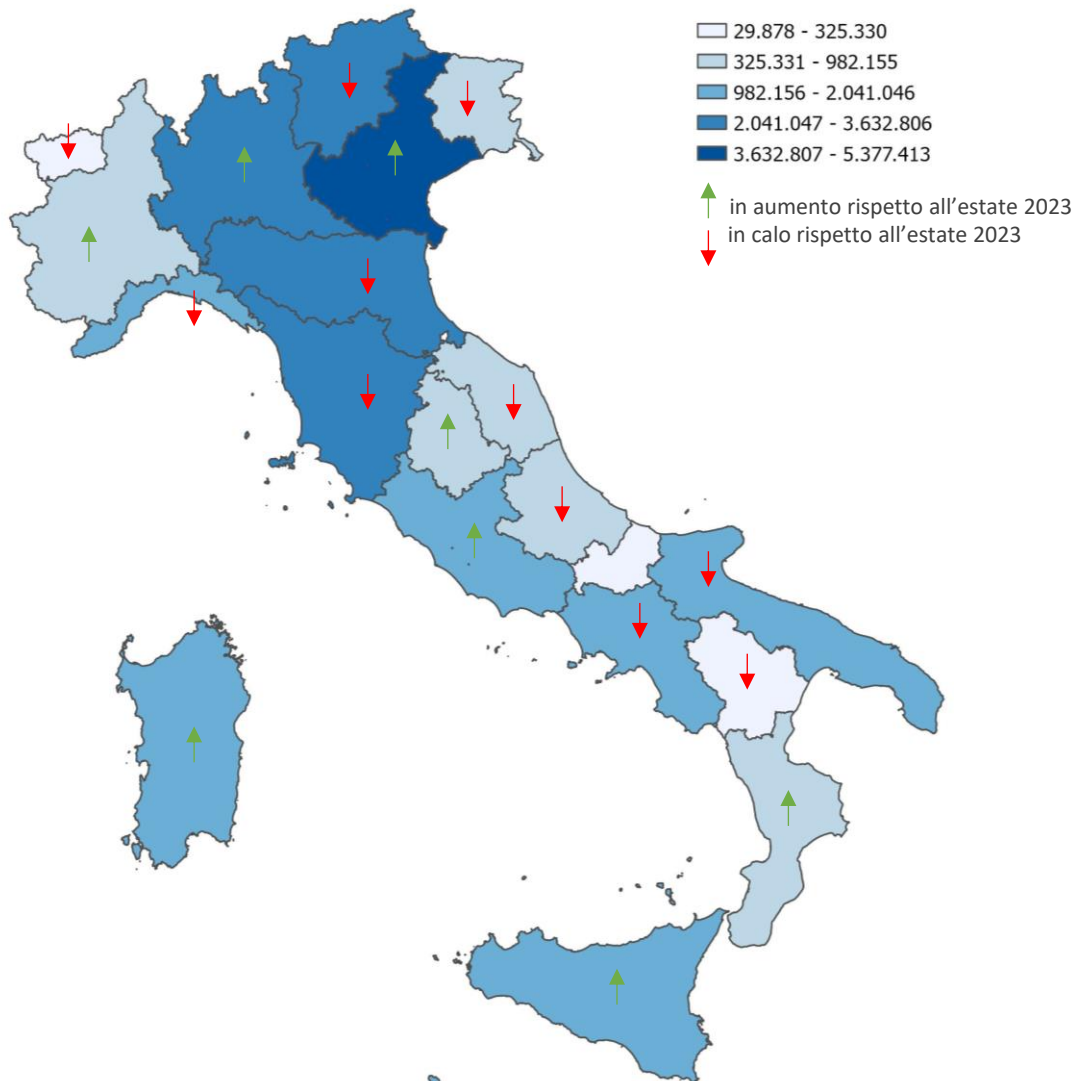 29.878 - 325.330
325.331 - 982.155
982.156 - 2.041.046
2.041.047 - 3.632.806
3.632.807 - 5.377.413
in aumento rispetto all'estate 2023
in calo rispetto all'estate 2023